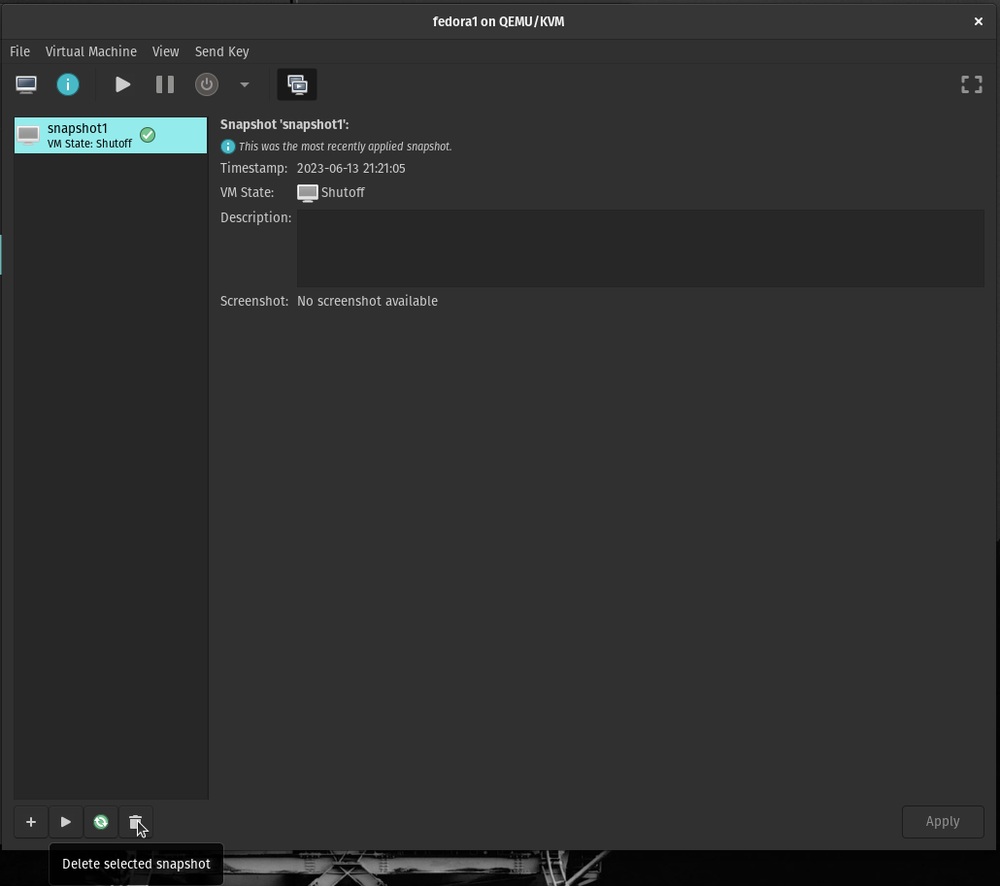 fedora1 on QEMU/KVM
File Virtual Machine View Send Key
snapshot1
VM State: Shutoff
Snapshot 'snapshot1':
This was the most recently applied snapshot.
Timestamp: 2023-06-13 21:21:05
VM State: Shutoff
Description:
Screenshot: No screenshot available
Apply
Delete selected snapshot